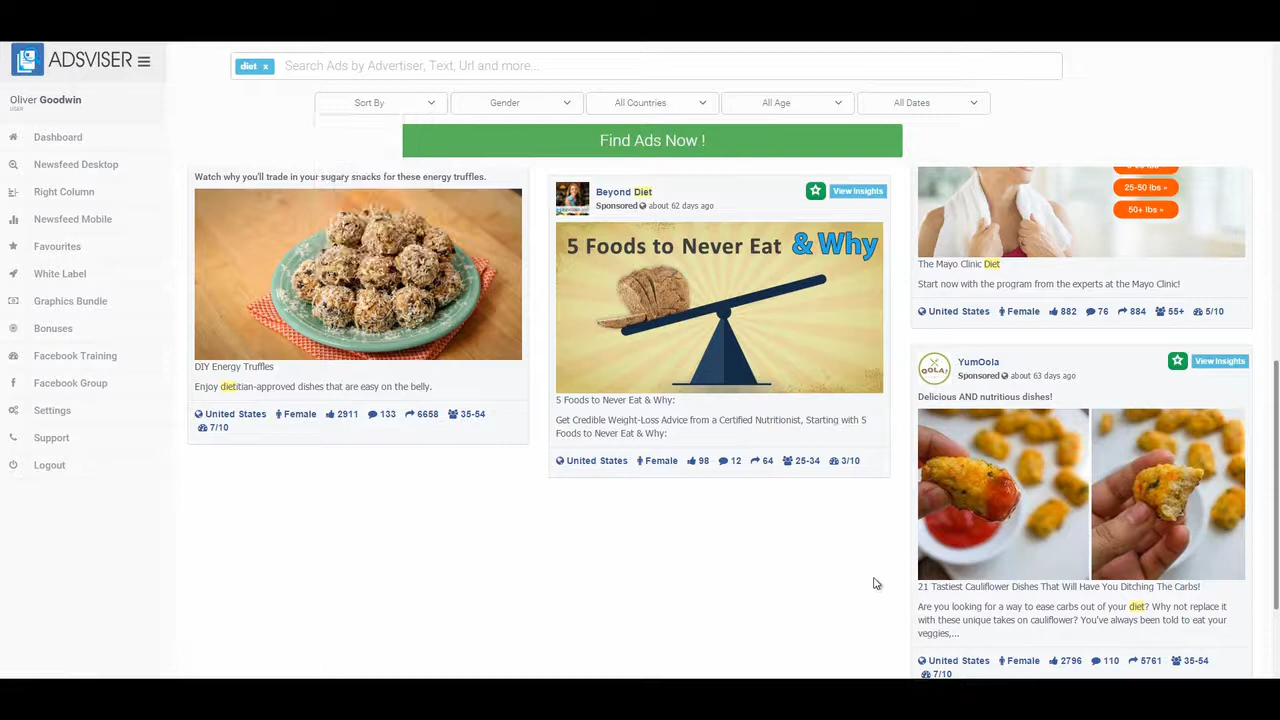 ADSVISER
Oliver Goodwin
USER
Dashboard
Newsfeed Desktop
Right Column
Newsfeed Mobile
Favourites
White Label
Graphics Bundle
Bonuses
Facebook Training
Facebook Group
Settings
Support
Logout
diet x Search Ads by Advertiser, Text, Url and more...
Sort By Gender All Countries All Age All Dates
Find Ads Now !
Watch why you'll trade in your sugary snacks for these energy truffles.
DIY Energy Truffles
Enjoy dietitian-approved dishes that are easy on the belly.
United States Female 2911 133 6658 35-54
7/10
Beyond Diet View Insights
Sponsored about 62 days ago
5 Foods to Never Eat & Why
5 Foods to Never Eat & Why:
Get Credible Weight-Loss Advice from a Certified Nutritionist, Starting with 5
Foods to Never Eat & Why:
United States Female 98 12 64 25-34 3/10
25-50 lbs »
50+ lbs »
The Mayo Clinic Diet
Start now with the program from the experts at the Mayo Clinic!
United States Female 882 76 884 55+ 5/10
OOLA!
YumOola View Insights
Sponsored about 63 days ago
Delicious AND nutritious dishes!
21 Tastiest Cauliflower Dishes That Will Have You Ditching The Carbs!
Are you looking for a way to ease carbs out of your diet? Why not replace it
with these unique takes on cauliflower? You've always been told to eat your
veggies,...
United States Female 2796 110 5761 35-54
7/10